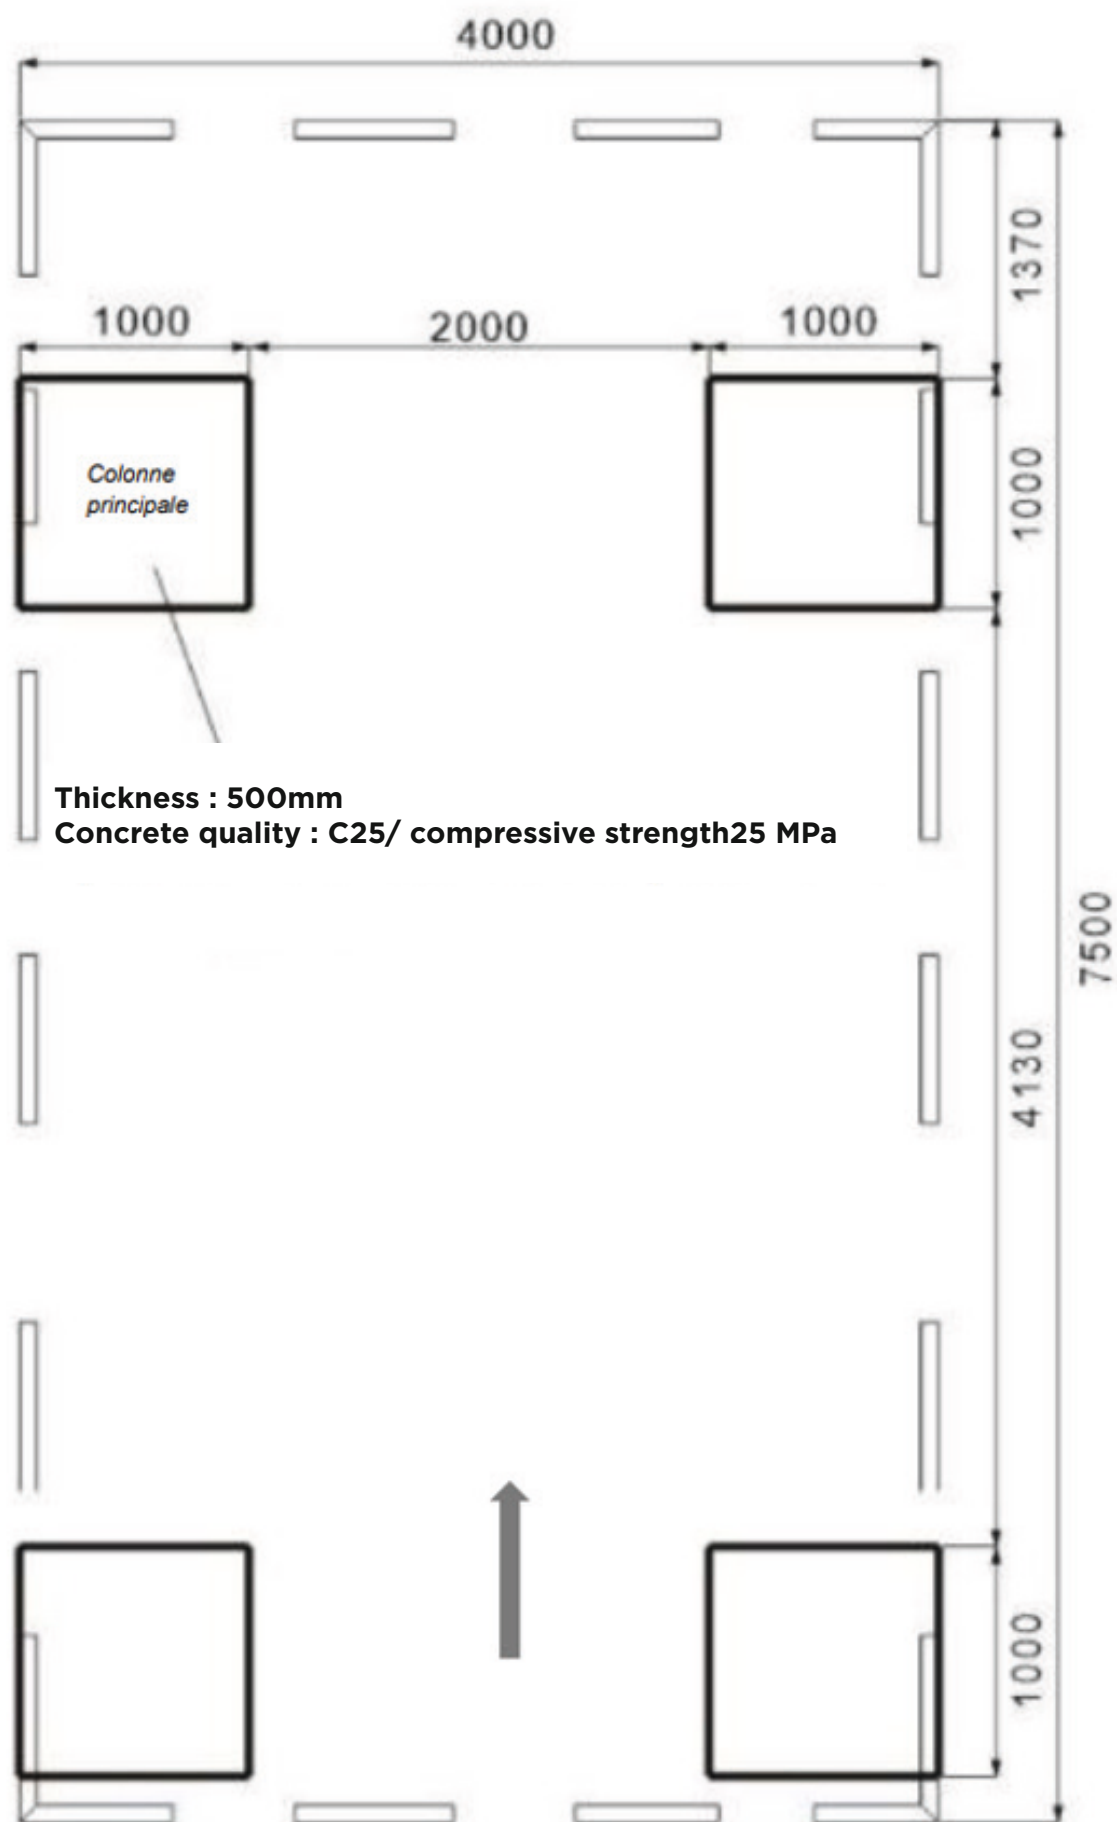 4000
1370
1000
2000
1000
Colonne
principale
1000
Thickness : 500mm
Concrete quality : C25/ compressive strength25 MPa
7500
4130
1000